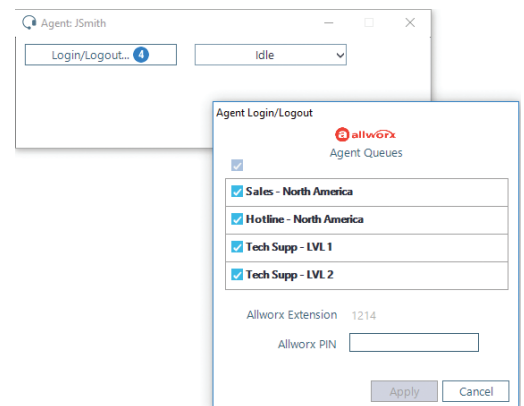 Agent: JSmith
Login/Logout... 4
Idle
Agent Login/Logout
allworx
Agent Queues
Sales - North America
Hotline - North America
Tech Supp - LVL 1
Tech Supp - LVL 2
Allworx Extension 1214
Allworx PIN
Apply Cancel